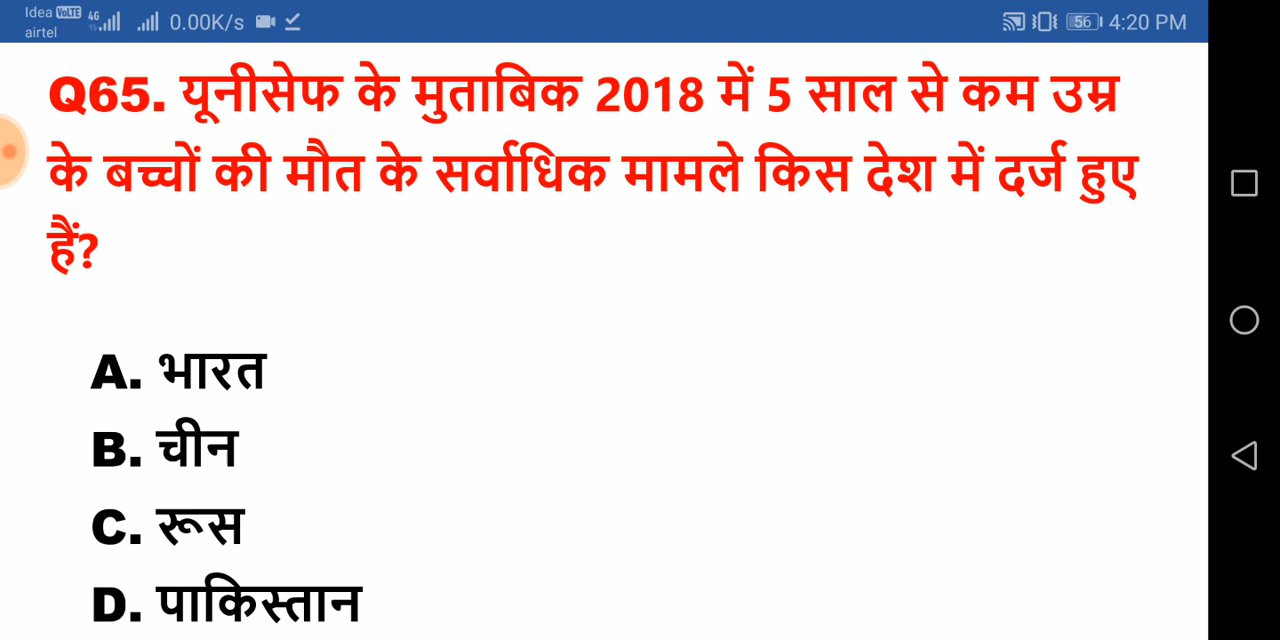 Idea VoLTE 4G 0.00K/s 56 4:20 PM
airtel
Q65. यूनीसेफ के मुताबिक 2018 में 5 साल से कम उम्र
के बच्चों की मौत के सर्वाधिक मामले किस देश में दर्ज हुए
हैं?
A. भारत
B. चीन
C. रूस
D. पाकिस्तान